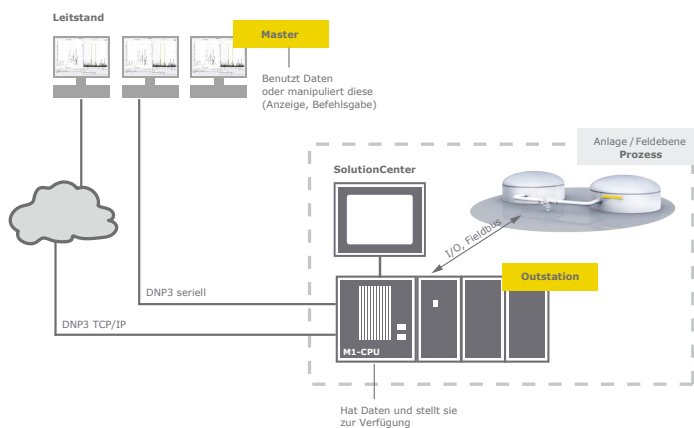 Leitstand
Master
Benutzt Daten
oder manipuliert diese
(Anzeige, Befehlsgabe)
Anlage / Feldebene
Prozess
SolutionCenter
I/O, Fieldbus
Outstation
DNP3 seriell
DNP3 TCP/IP
M1-CPU
Hat Daten und stellt sie
zur Verfügung